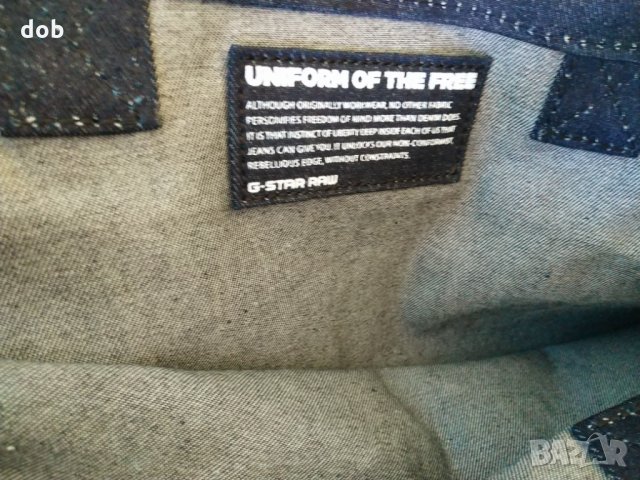 dob
UNIFORM OF THE FREE
ALTHOUGH ORIGINALLY WORKWEAR, NO OTHER FABRIC
PERSONIFIES FREEDOM OF MIND MORE THAN DENIM DOES.
IT IS THAT INSTINCT OF LIBERTY DEEP INSIDE EACH OF US THAT
JEANS CAN GIVE YOU. IT UNLOCKS OUR NON-CONFORMIST,
REBELLIOUS EDGE, WITHOUT CONSTRAINTS.
G-STAR RAW
BAZAR